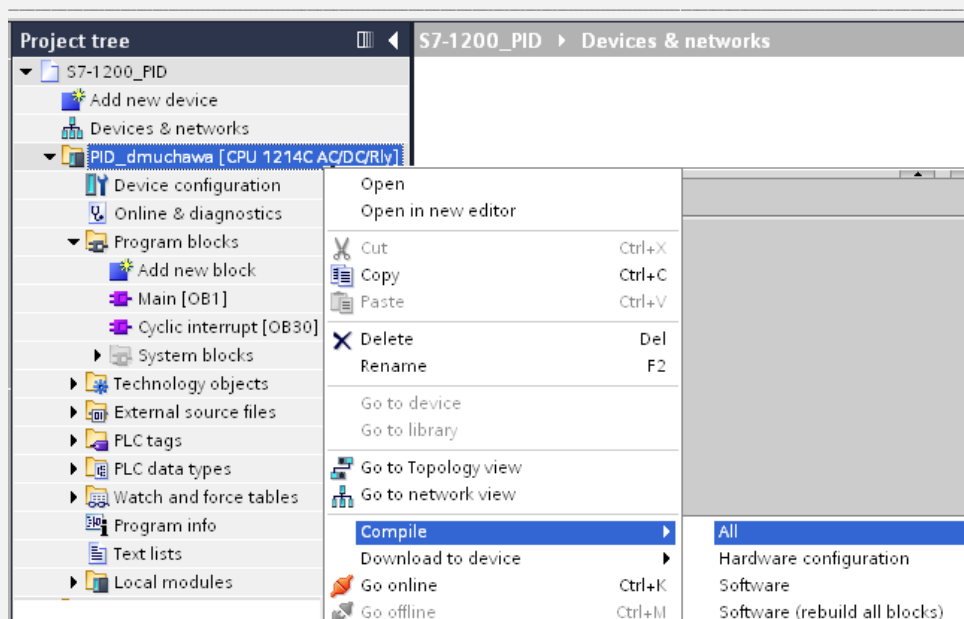 Project tree
S7-1200_PID
Add new device
Devices & networks
PID_dmuchawa [CPU 1214C AC/DC/Rly]
Device configuration
Online & diagnostics
Program blocks
Add new block
Main [OB1]
Cyclic interrupt [OB30]
System blocks
Technology objects
External source files
PLC tags
PLC data types
Watch and force tables
Program info
Text lists
Local modules
S7-1200_PID Devices & networks
Open
Open in new editor
Cut Ctrl+X
Copy Ctrl+C
Paste Ctrl+V
Delete Del
Rename F2
Go to device
Go to library
Go to Topology view
Go to network view
Compile
Download to device
Go online Ctrl+K
Go offline Ctrl+M
All
Hardware configuration
Software
Software (rebuild all blocks)